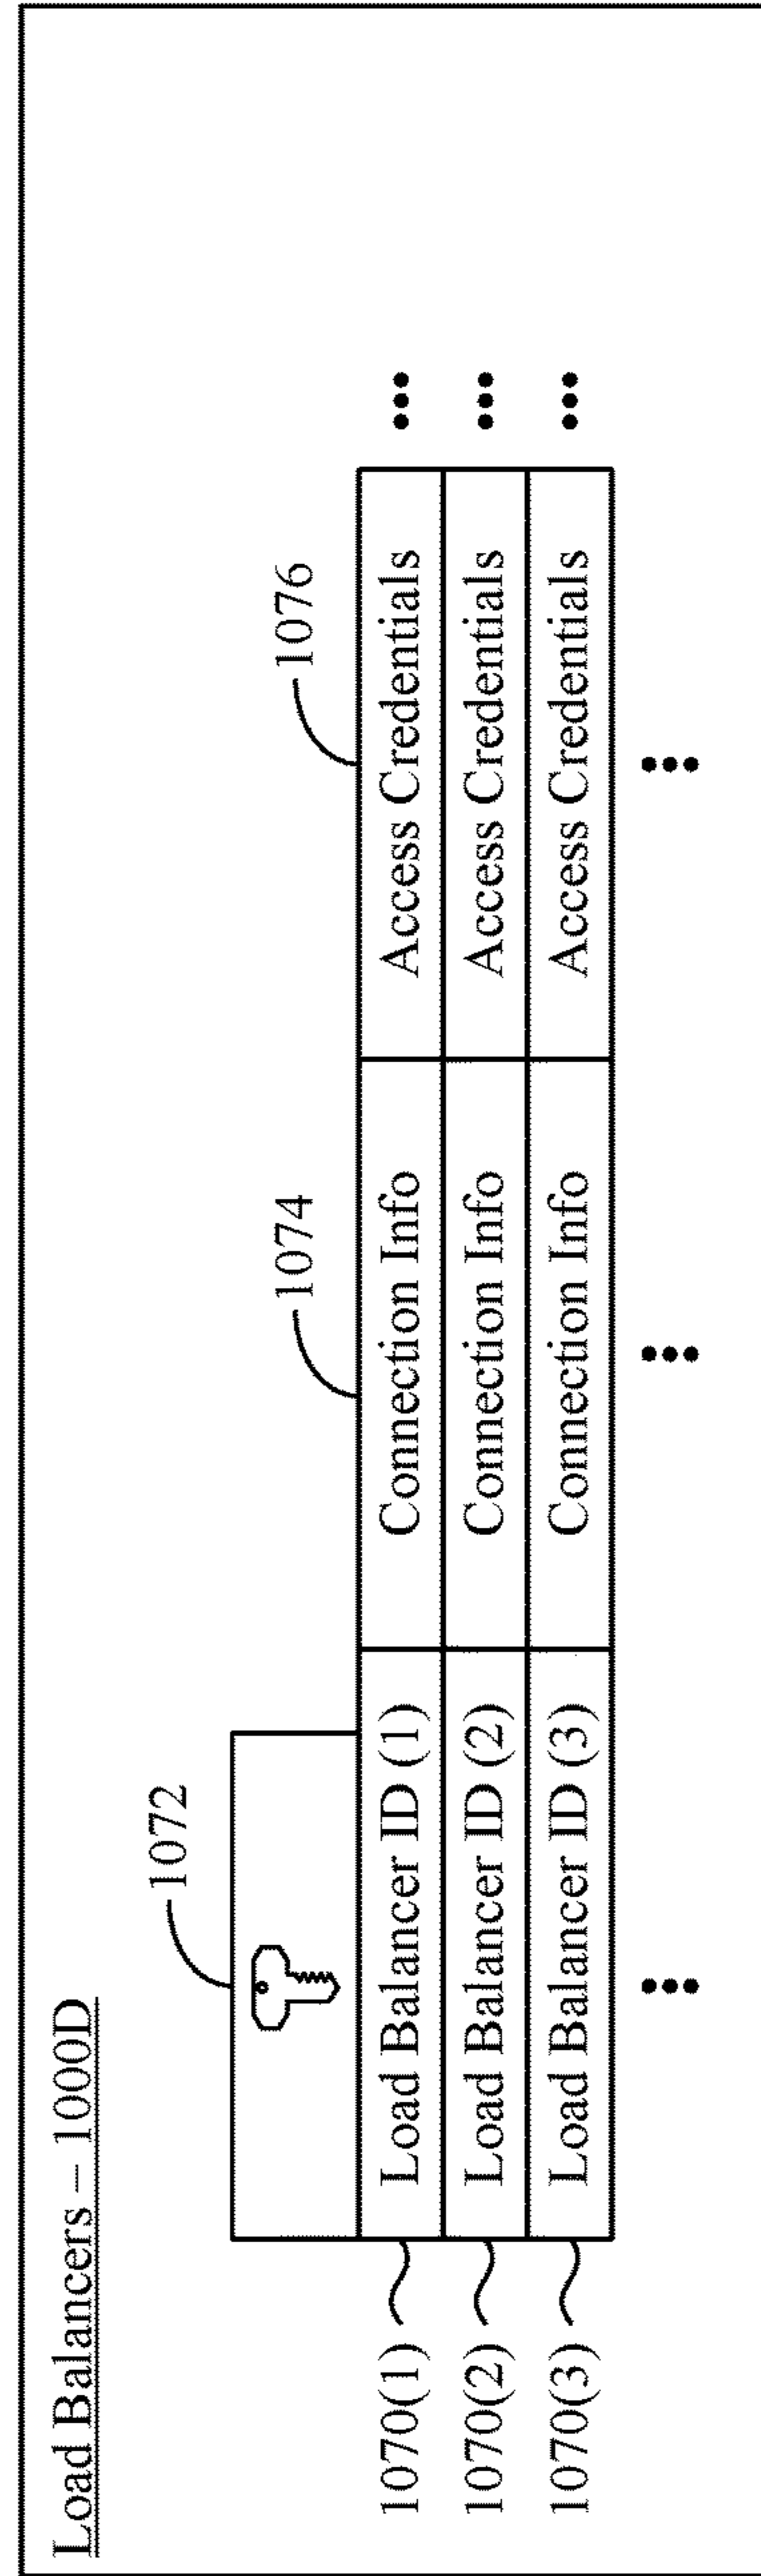 Load Balancers – 1000D
1072
1074
1076
1070(1) Load Balancer ID (1) Connection Info Access Credentials
1070(2) Load Balancer ID (2) Connection Info Access Credentials
1070(3) Load Balancer ID (3) Connection Info Access Credentials